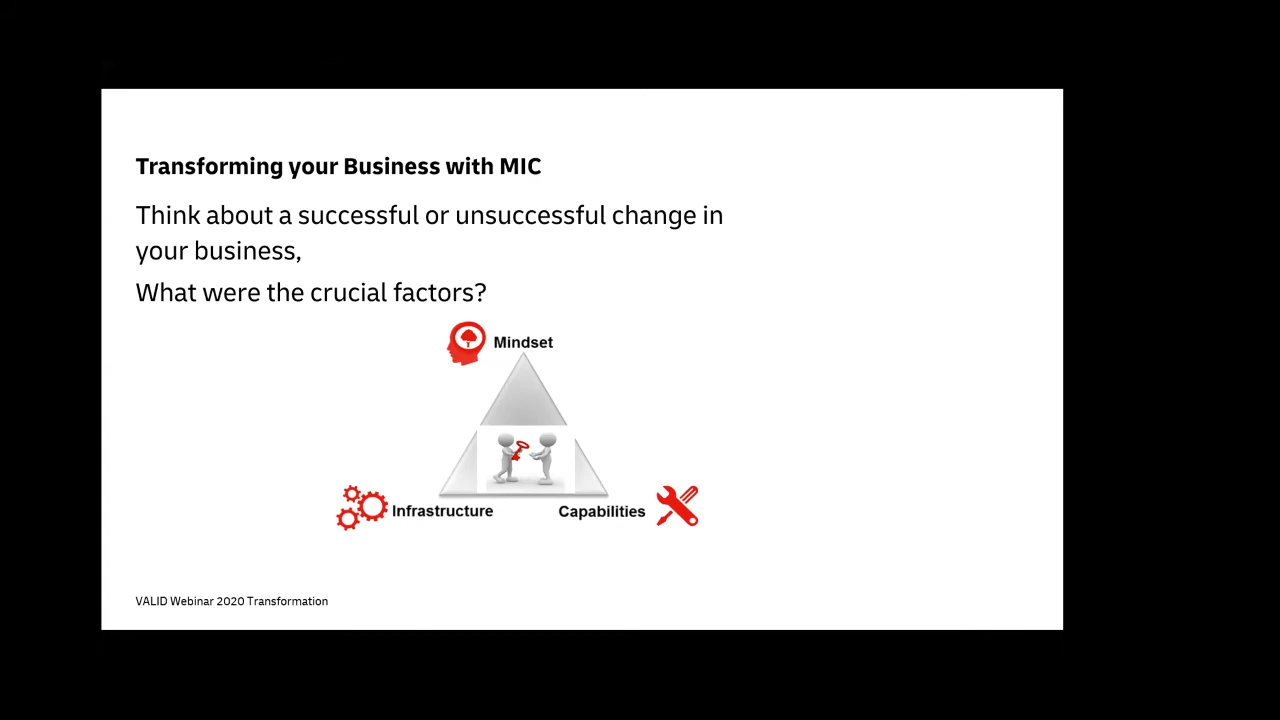 Transforming your Business with MIC
Think about a successful or unsuccessful change in
your business,
What were the crucial factors?
Mindset
Infrastructure
Capabilities
VALID Webinar 2020 Transformation